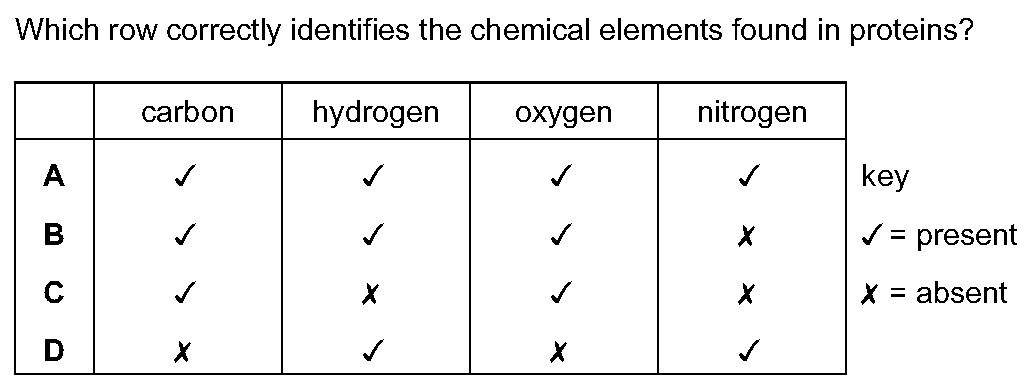 Which row correctly identifies the chemical elements found in proteins?
carbon hydrogen oxygen nitrogen
A ✓ ✓ ✓ ✓ key
B ✓ ✓ ✓ ✗ ✓ = present
C ✓ ✗ ✓ ✗ ✗ = absent
D ✗ ✓ ✗ ✓